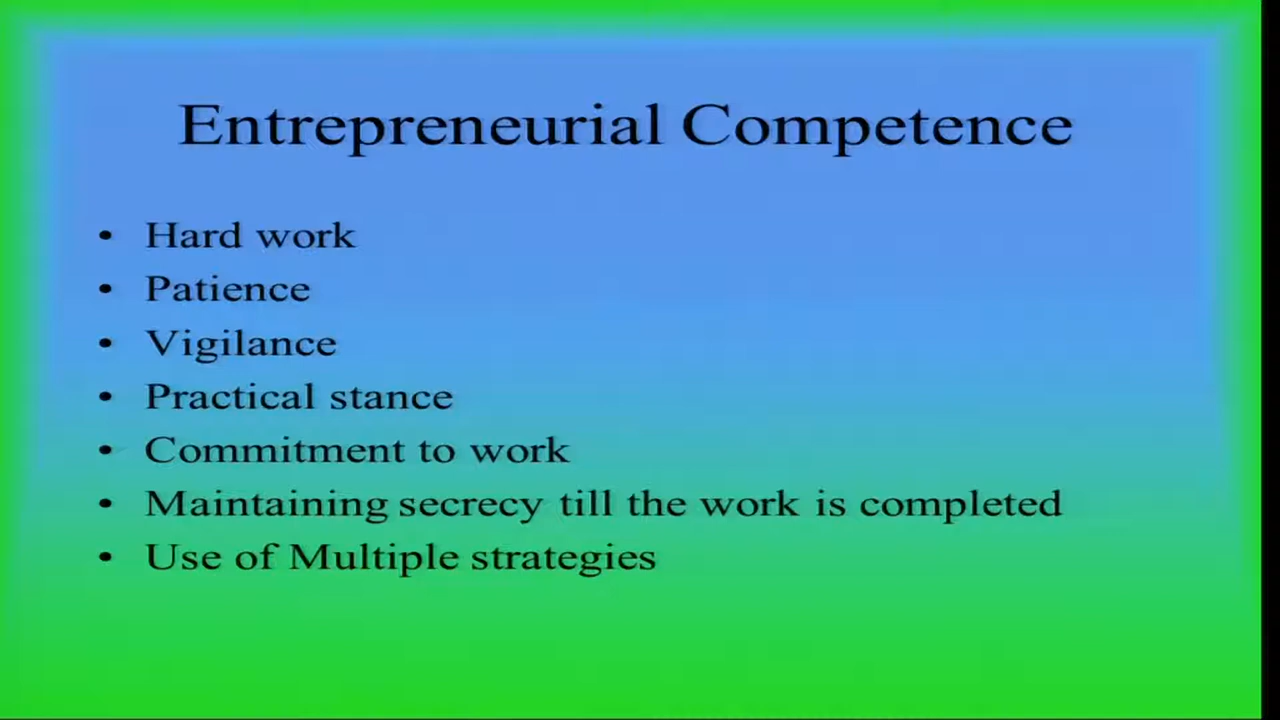 Entrepreneurial Competence
• Hard work
• Patience
• Vigilance
• Practical stance
• Commitment to work
• Maintaining secrecy till the work is completed
• Use of Multiple strategies